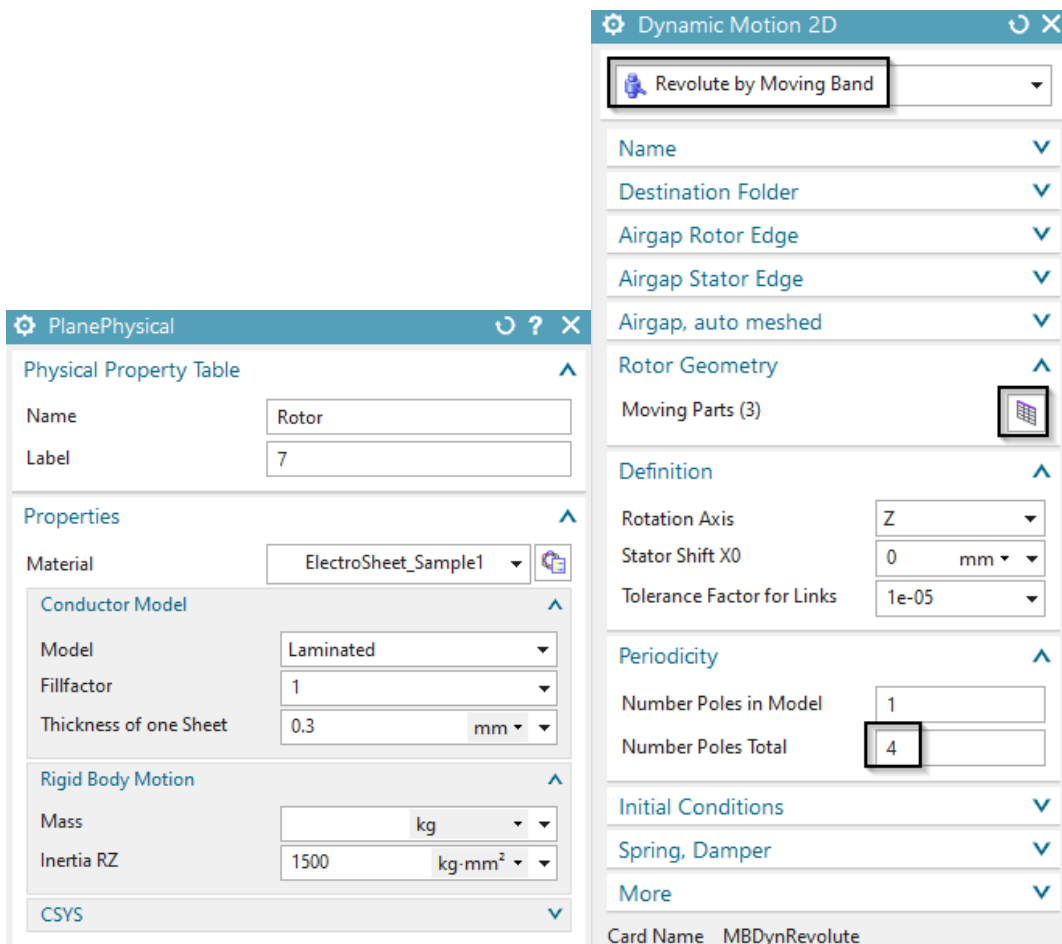 PlanePhysical
Physical Property Table
Name Rotor
Label 7
Properties
Material ElectroSheet_Sample1
Conductor Model
Model Laminated
Fillfactor 1
Thickness of one Sheet 0.3 mm
Rigid Body Motion
Mass kg
Inertia RZ 1500 kg·mm²
CSYS
Dynamic Motion 2D
Revolute by Moving Band
Name
Destination Folder
Airgap Rotor Edge
Airgap Stator Edge
Airgap, auto meshed
Rotor Geometry
Moving Parts (3)
Definition
Rotation Axis Z
Stator Shift X0 0 mm
Tolerance Factor for Links 1e-05
Periodicity
Number Poles in Model 1
Number Poles Total 4
Initial Conditions
Spring, Damper
More
Card Name MBDynRevolute